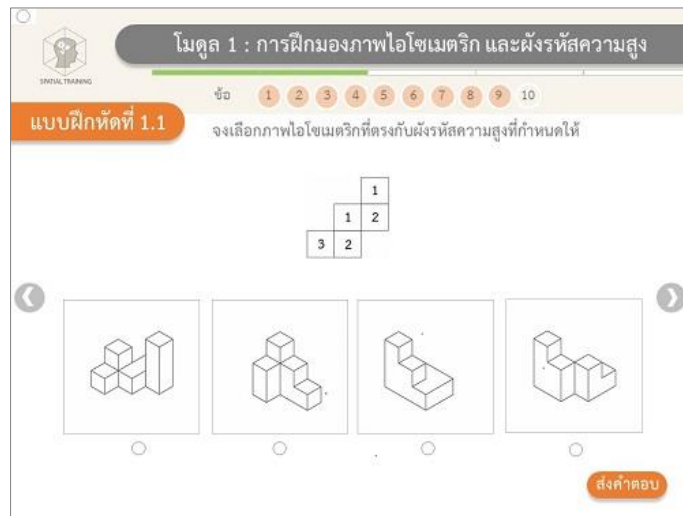 โมดูล 1 : การฝึกมองภาพไอโซเมตริก และผังรหัสความสูง
SPATIAL TRAINING
ข้อ 1 2 3 4 5 6 7 8 9 10
แบบฝึกหัดที่ 1.1
จงเลือกภาพไอโซเมตริกที่ตรงกับผังรหัสความสูงที่กำหนดให้
1
1 2
3 2
ส่งคำตอบ